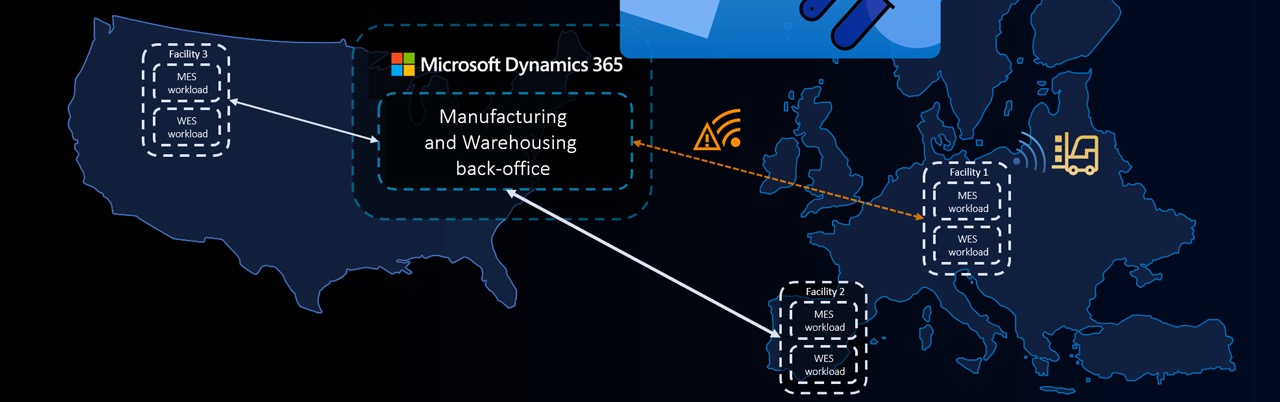 Facility 3
MES
workload
WES
workload
Microsoft Dynamics 365
Manufacturing
and Warehousing
back-office
Facility 1
MES
workload
WES
workload
Facility 2
MES
workload
WES
workload